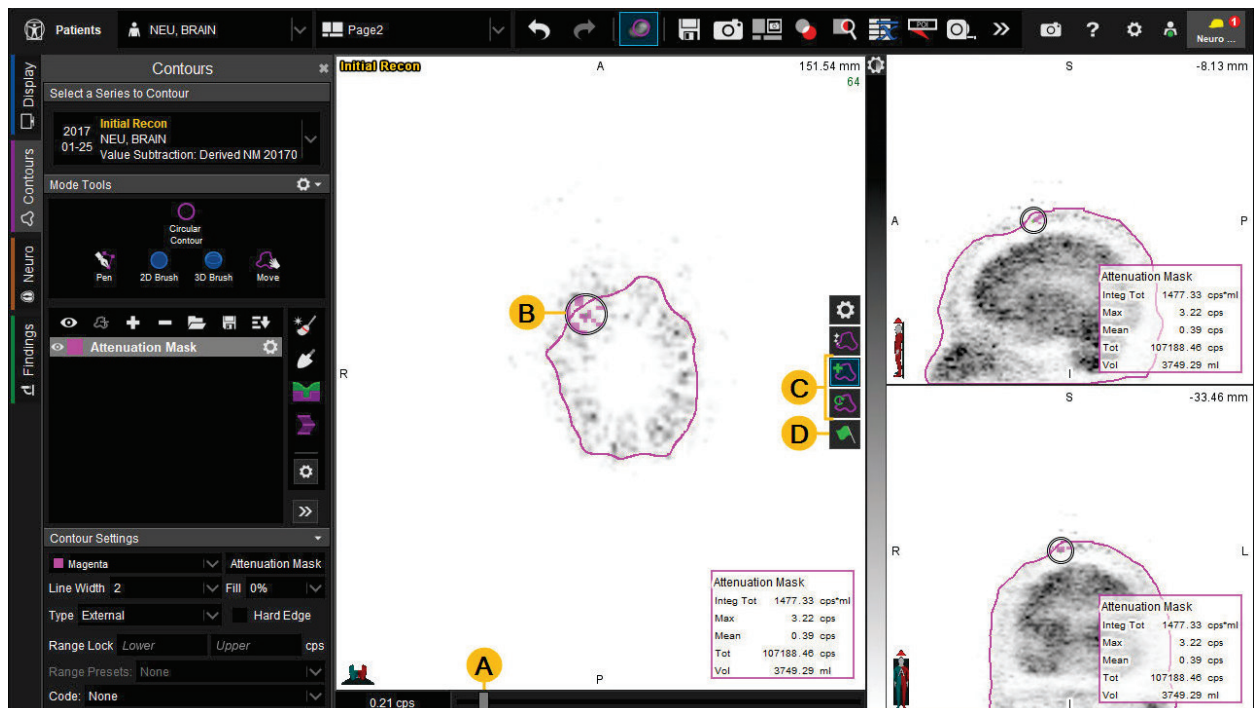 Patients
NEU, BRAIN
Page2
1
Neuro ...
Display
Contours
Neuro
Findings
Contours
Select a Series to Contour
2017
01-25
Initial Recon
NEU, BRAIN
Value Subtraction: Derived NM 20170
Mode Tools
Circular
Contour
Pen
2D Brush
3D Brush
Move
Attenuation Mask
Contour Settings
Magenta
Attenuation Mask
Line Width 2
Fill 0%
Type External
Hard Edge
Range Lock Lower Upper cps
Range Presets: None
Code: None
Initial Recon
A
151.54 mm
64
R
B
C
D
P
Attenuation Mask
Integ Tot 1477.33 cps*ml
Max 3.22 cps
Mean 0.39 cps
Tot 107188.46 cps
Vol 3749.29 ml
0.21 cps
A
S
-8.13 mm
A
P
Attenuation Mask
Integ Tot 1477.33 cps*ml
Max 3.22 cps
Mean 0.39 cps
Tot 107188.46 cps
Vol 3749.29 ml
I
S
-33.46 mm
R
L
Attenuation Mask
Integ Tot 1477.33 cps*ml
Max 3.22 cps
Mean 0.39 cps
Tot 107188.46 cps
Vol 3749.29 ml
I